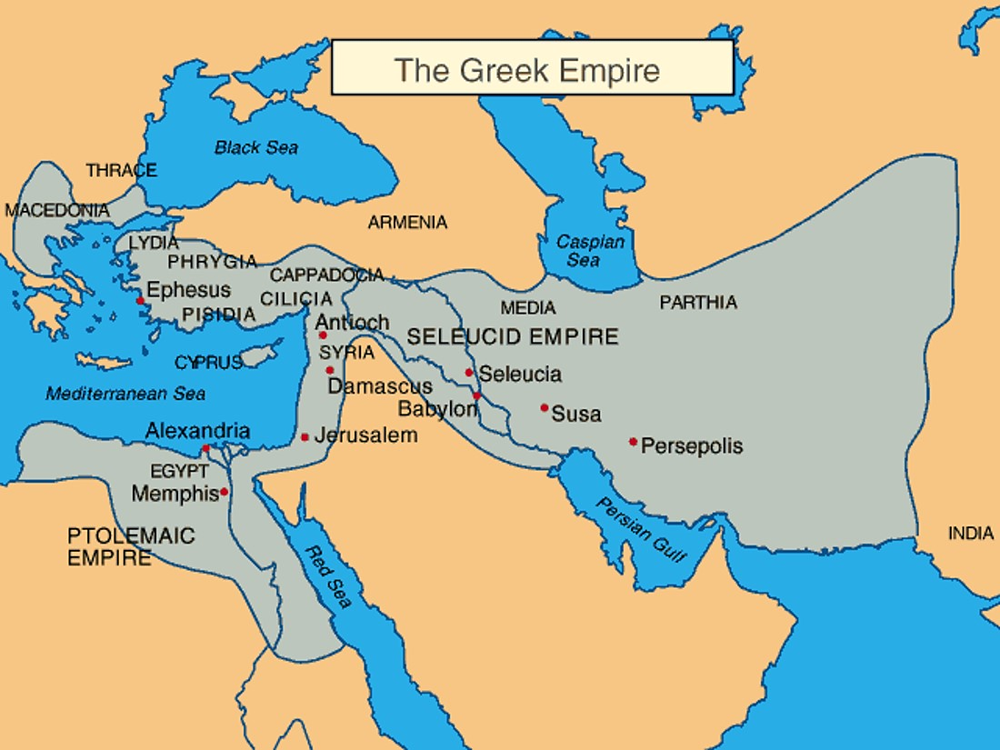 The Greek Empire
Black Sea
THRACE
MACEDONIA
ARMENIA
LYDIA
PHRYGIA
Caspian
Sea
CAPPADOCIA
Ephesus
CILICIA
PISIDIA
MEDIA
PARTHIA
Antioch
SELEUCID EMPIRE
SYRIA
CYPRUS
Seleucia
Damascus
Mediterranean Sea
Babylon
Susa
Alexandria
Jerusalem
Persepolis
EGYPT
Memphis
PTOLEMAIC
EMPIRE
Persian Gulf
INDIA
Red Sea